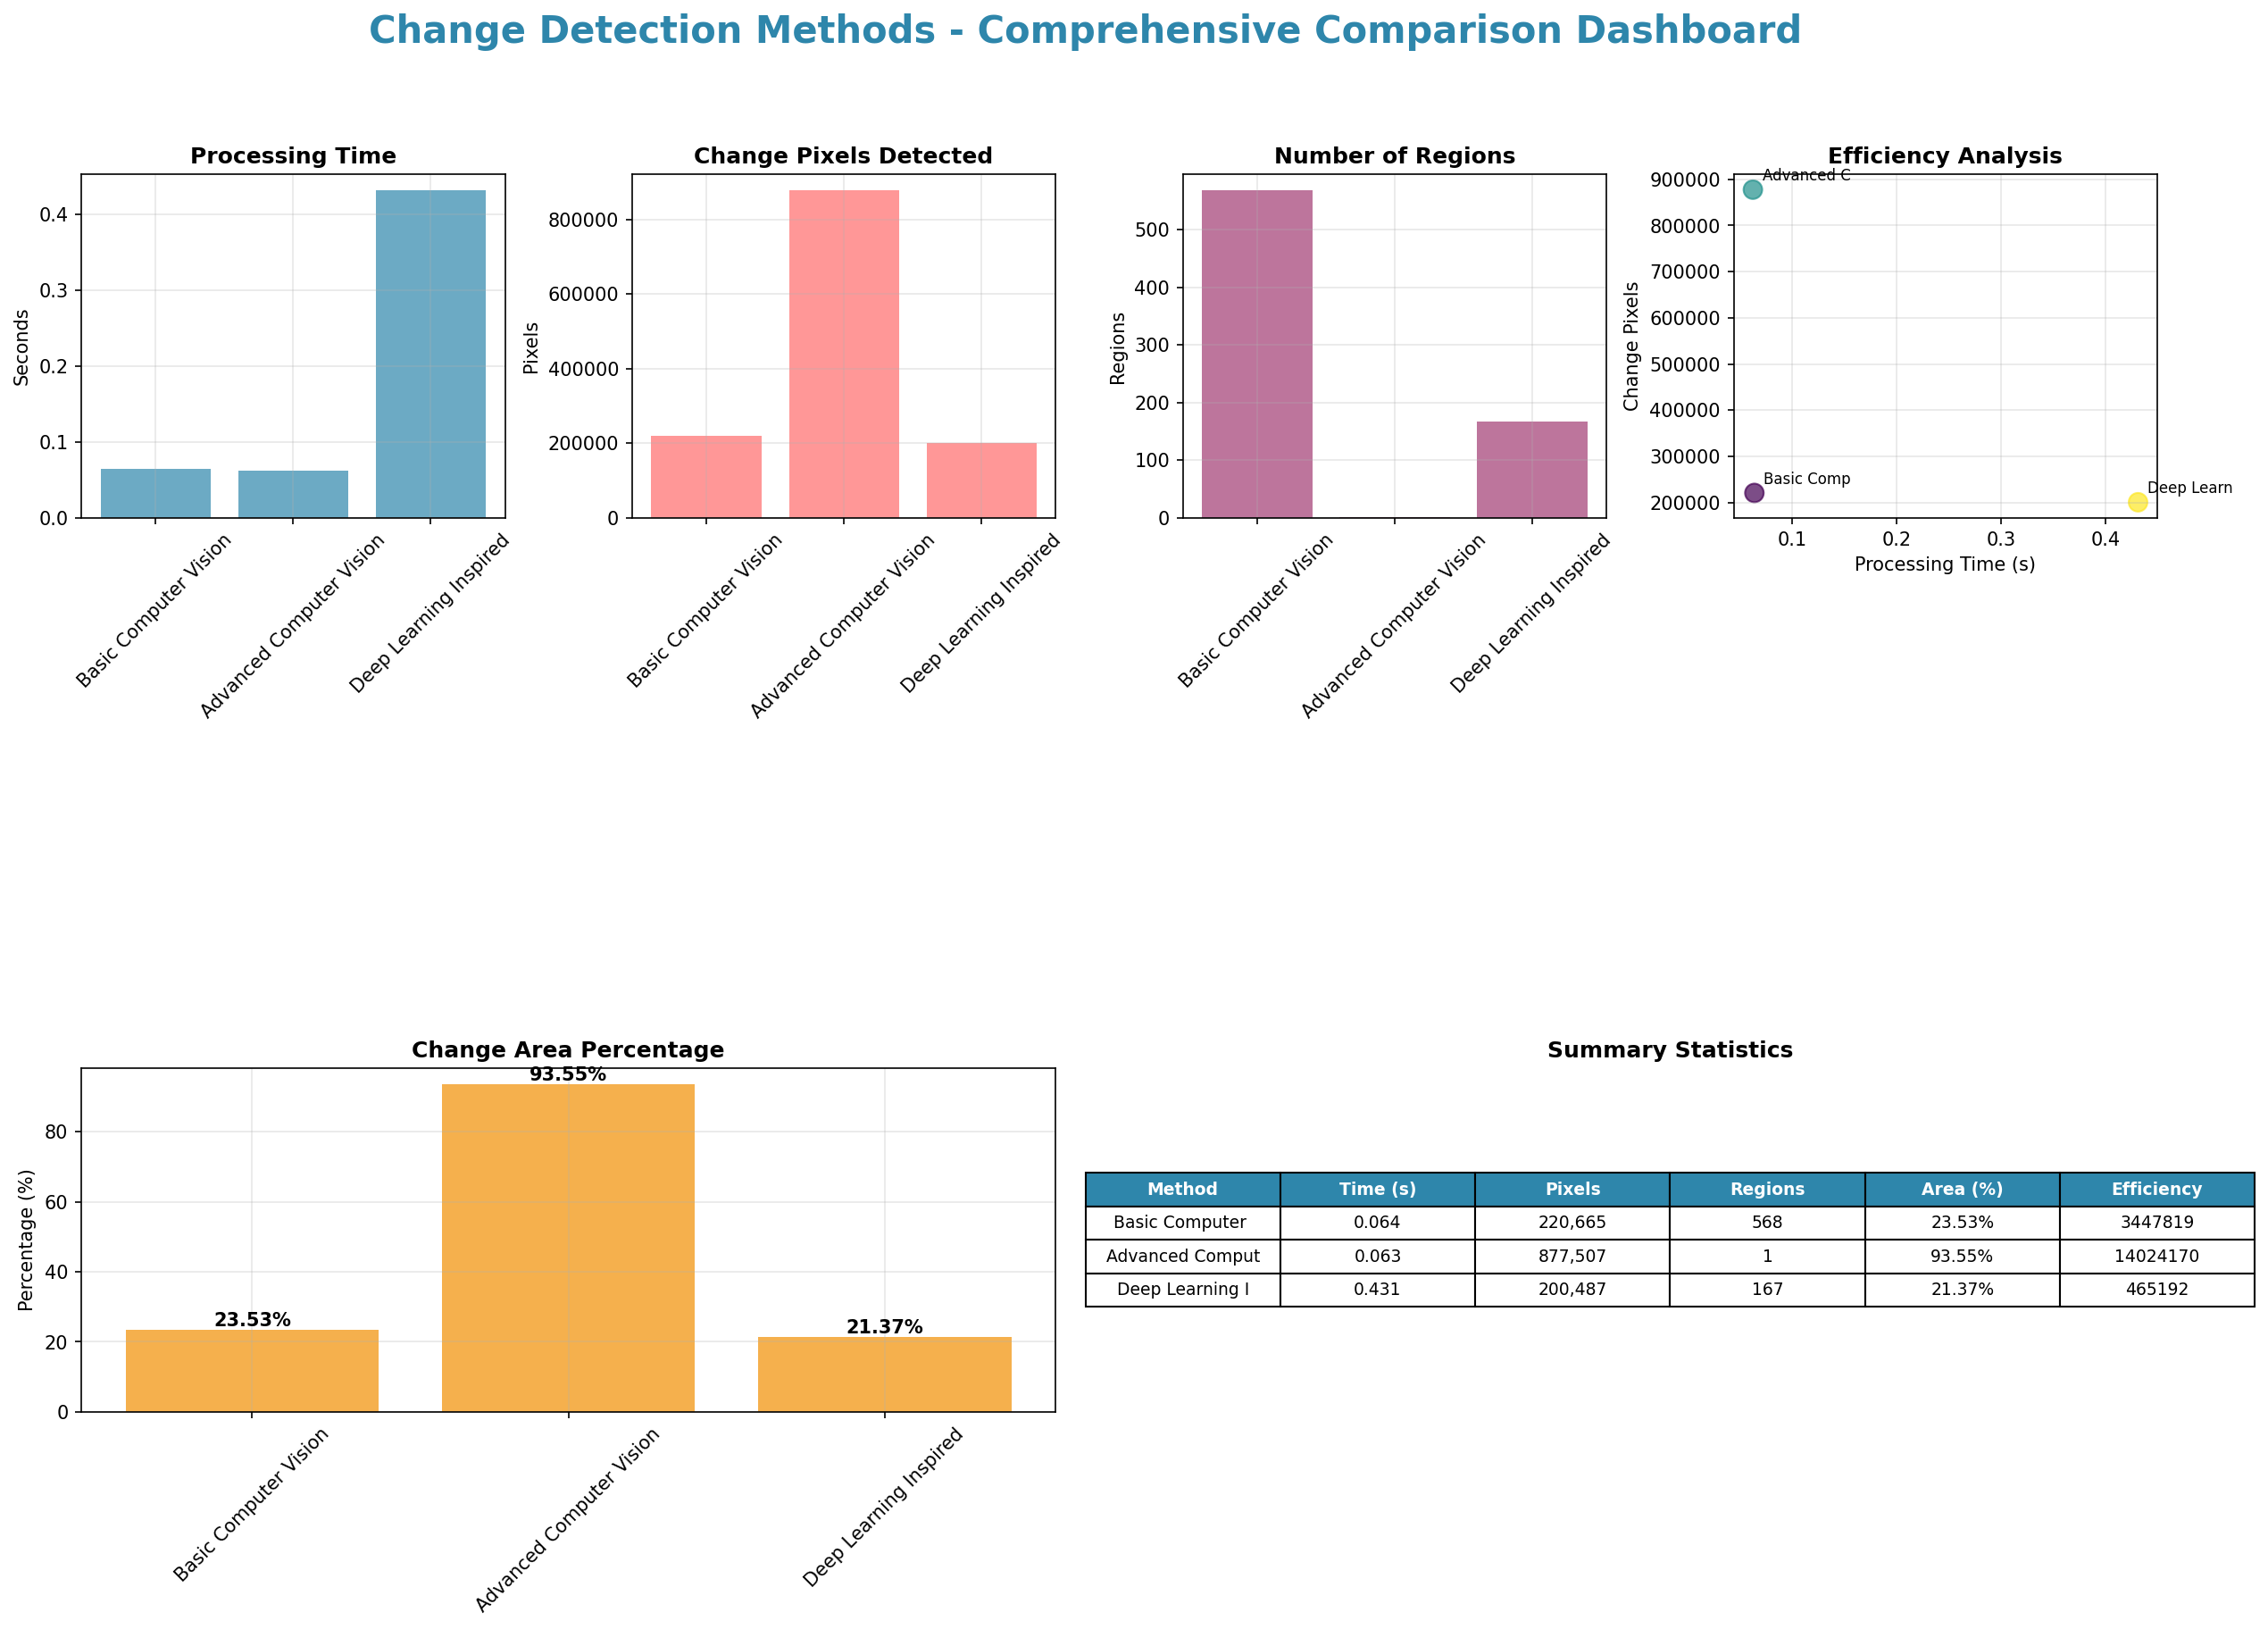 Change Detection Methods - Comprehensive Comparison Dashboard
Processing Time
Seconds
0.4
0.3
0.2
0.1
0.0
Basic Computer Vision
Advanced Computer Vision
Deep Learning Inspired
Change Pixels Detected
Pixels
800000
600000
400000
200000
0
Basic Computer Vision
Advanced Computer Vision
Deep Learning Inspired
Number of Regions
Regions
500
400
300
200
100
0
Basic Computer Vision
Advanced Computer Vision
Deep Learning Inspired
Efficiency Analysis
Change Pixels
900000
800000
700000
600000
500000
400000
300000
200000
Advanced C
Basic Comp
Deep Learn
0.1 0.2 0.3 0.4
Processing Time (s)
Change Area Percentage
Percentage (%)
80
60
40
20
0
23.53%
93.55%
21.37%
Basic Computer Vision
Advanced Computer Vision
Deep Learning Inspired
Summary Statistics
Method Time (s) Pixels Regions Area (%) Efficiency
Basic Computer 0.064 220,665 568 23.53% 3447819
Advanced Comput 0.063 877,507 1 93.55% 14024170
Deep Learning I 0.431 200,487 167 21.37% 465192